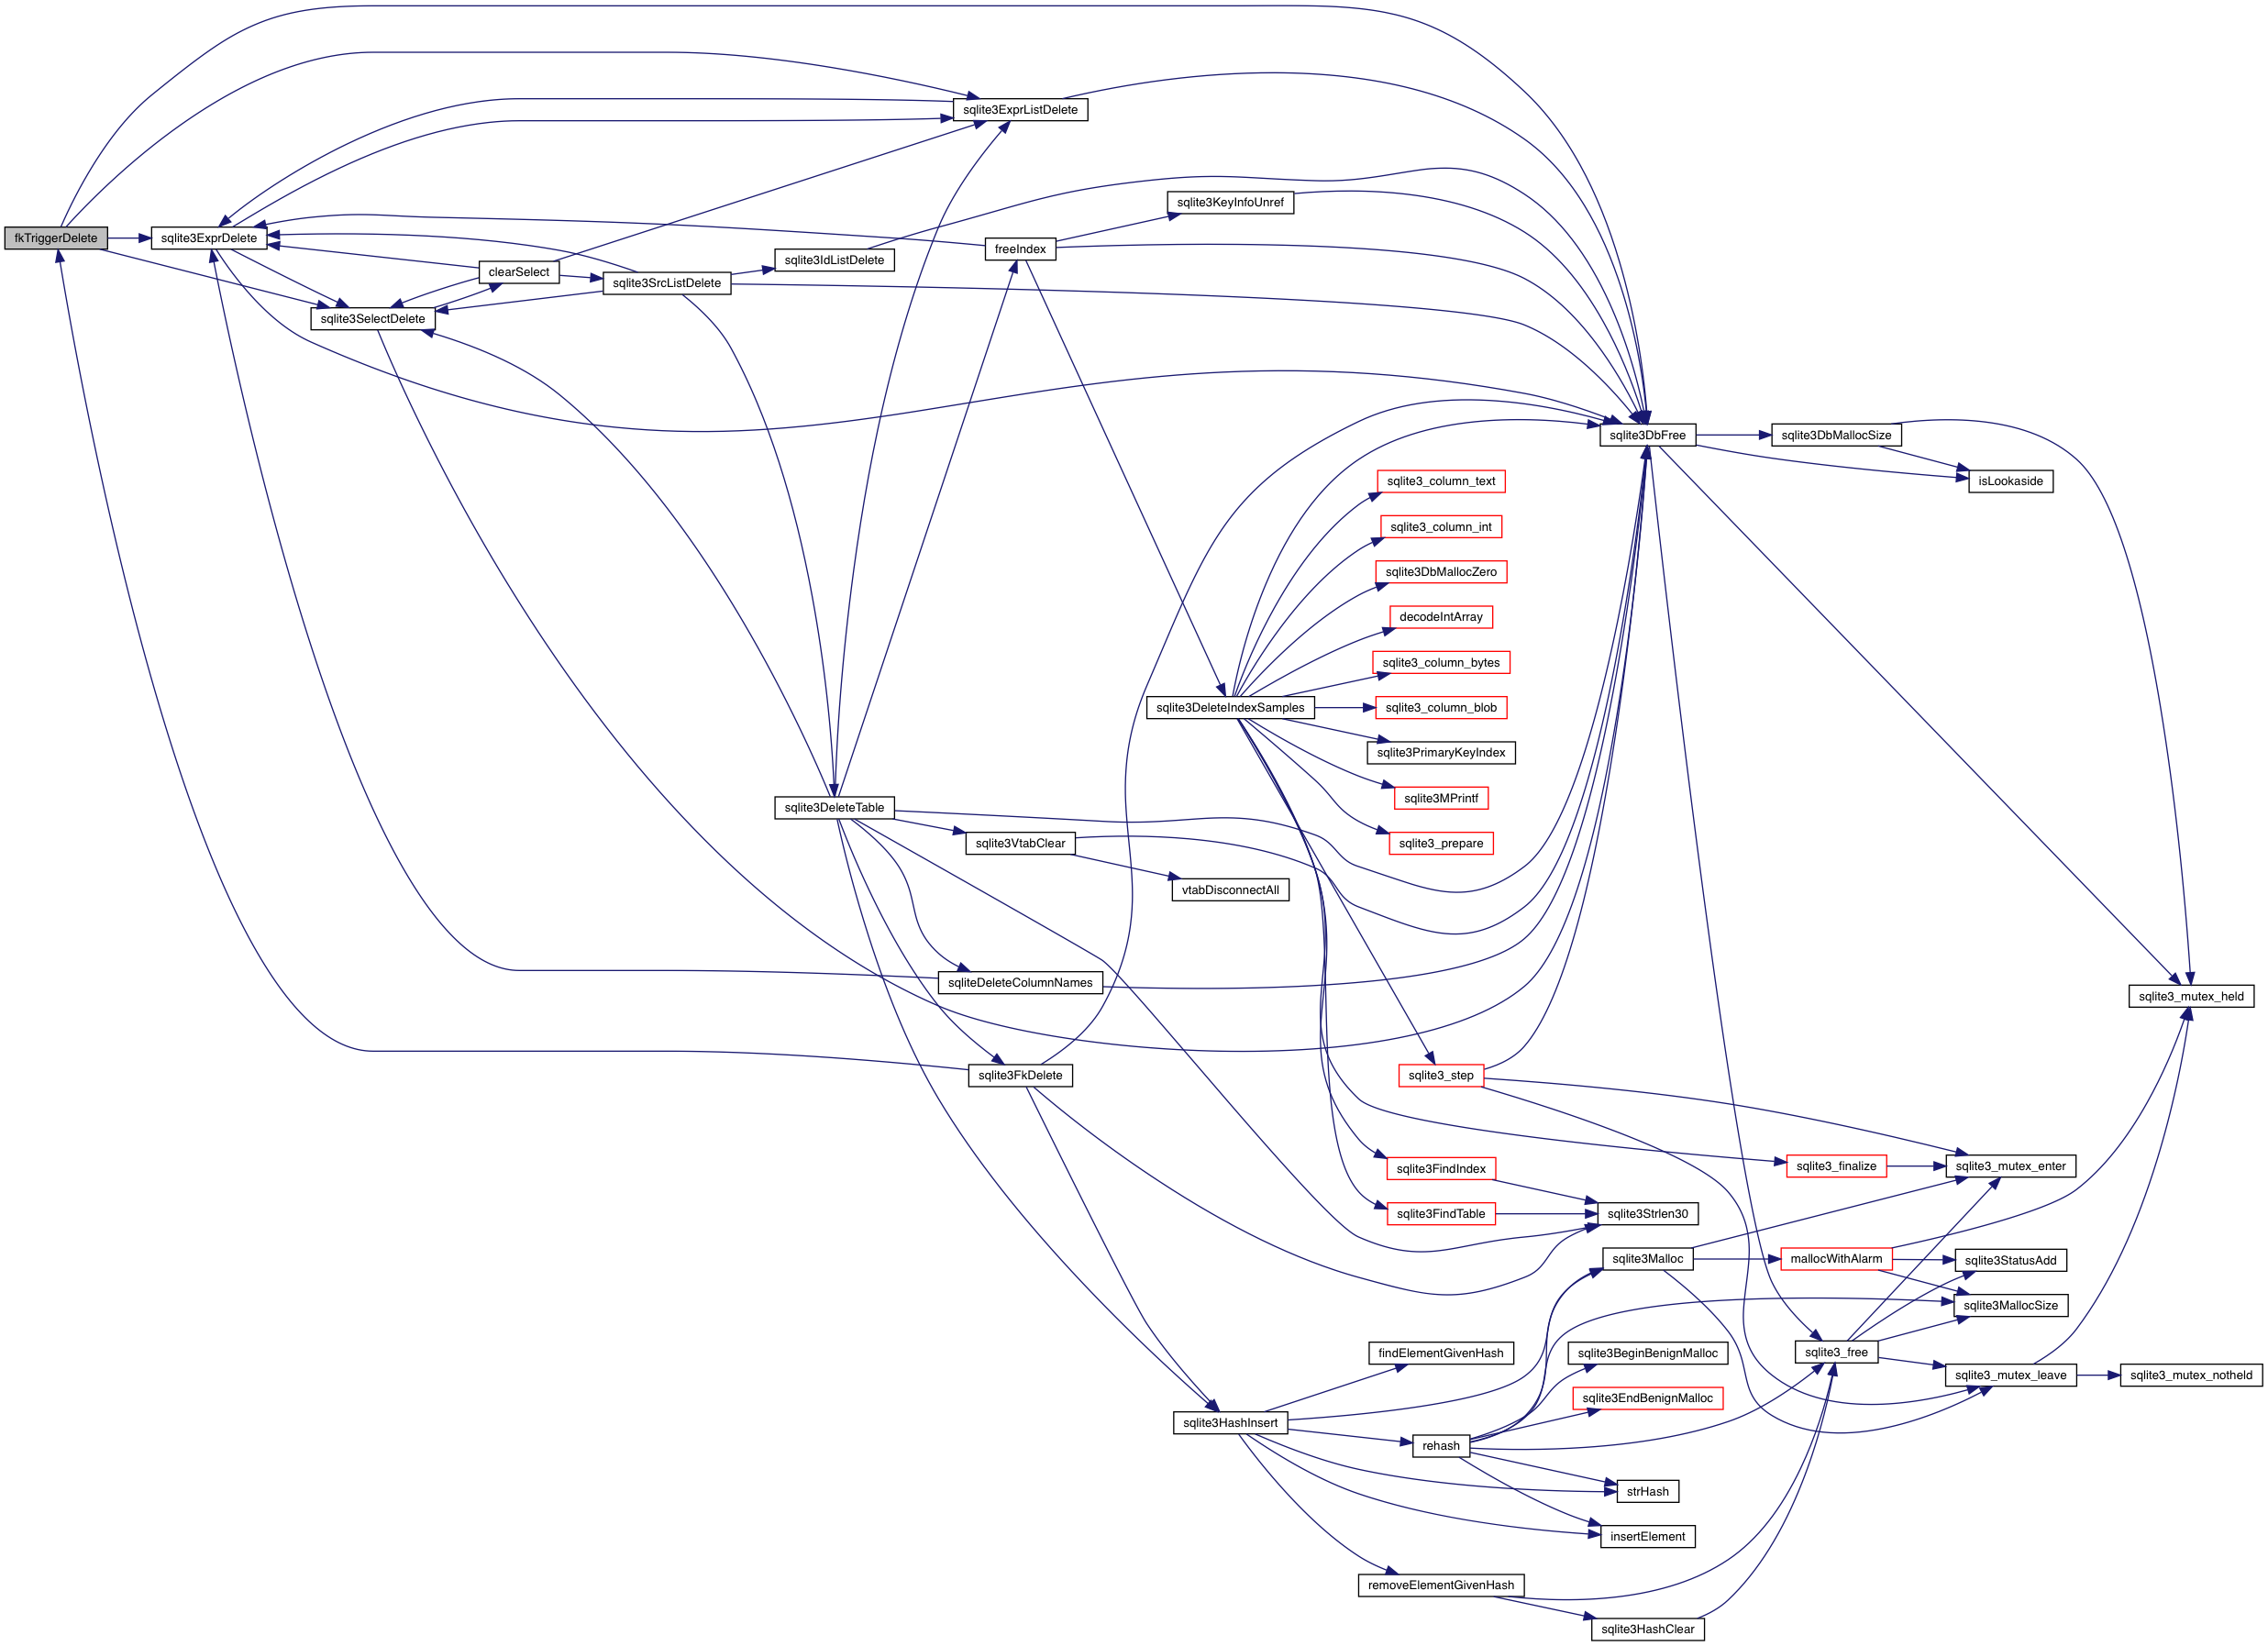 sqlite3ExprListDelete
sqlite3KeyInfoUnref
fkTriggerDelete
sqlite3ExprDelete
freeIndex
sqlite3IdListDelete
clearSelect
sqlite3SrcListDelete
sqlite3SelectDelete
sqlite3DbFree
sqlite3DbMallocSize
sqlite3_column_text
isLookaside
sqlite3_column_int
sqlite3DbMallocZero
decodeIntArray
sqlite3_column_bytes
sqlite3DeleteIndexSamples
sqlite3_column_blob
sqlite3PrimaryKeyIndex
sqlite3MPrintf
sqlite3DeleteTable
sqlite3VtabClear
sqlite3_prepare
vtabDisconnectAll
sqliteDeleteColumnNames
sqlite3_mutex_held
sqlite3FkDelete
sqlite3_step
sqlite3FindIndex
sqlite3_finalize
sqlite3_mutex_enter
sqlite3FindTable
sqlite3Strlen30
sqlite3Malloc
mallocWithAlarm
sqlite3StatusAdd
sqlite3MallocSize
findElementGivenHash
sqlite3BeginBenignMalloc
sqlite3_free
sqlite3_mutex_leave
sqlite3_mutex_notheld
sqlite3EndBenignMalloc
sqlite3HashInsert
rehash
strHash
insertElement
removeElementGivenHash
sqlite3HashClear